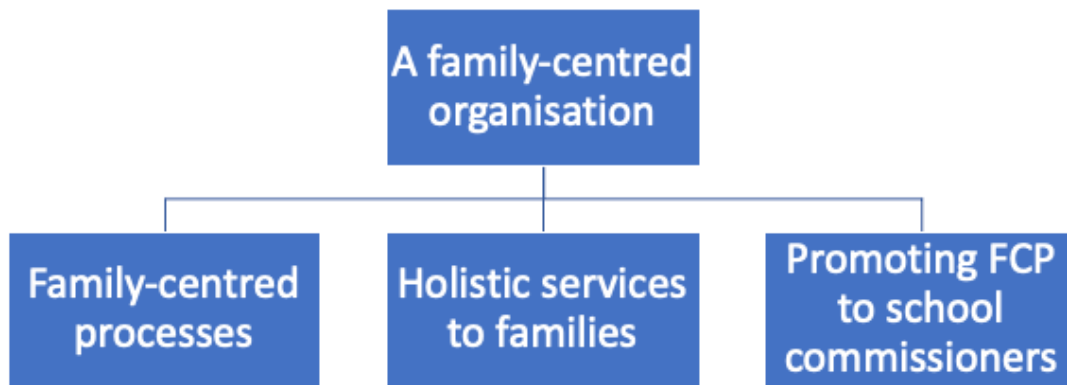 A family-centred
organisation
Family-centred
processes
Holistic services
to families
Promoting FCP
to school
commissioners